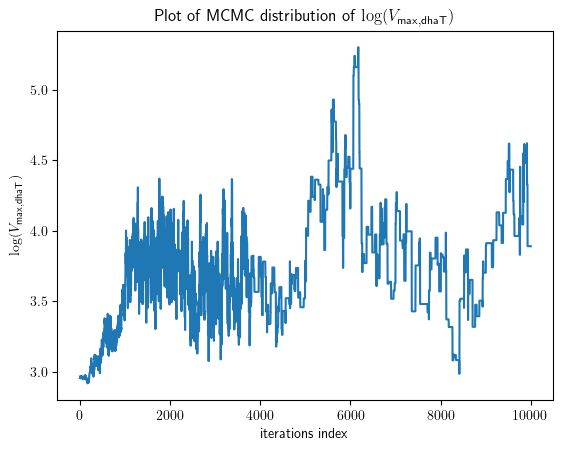 Plot of MCMC distribution of log(V_max,dhaT)
log(V_max,dhaT)
5.0
4.5
4.0
3.5
3.0
0 2000 4000 6000 8000 10000
iterations index